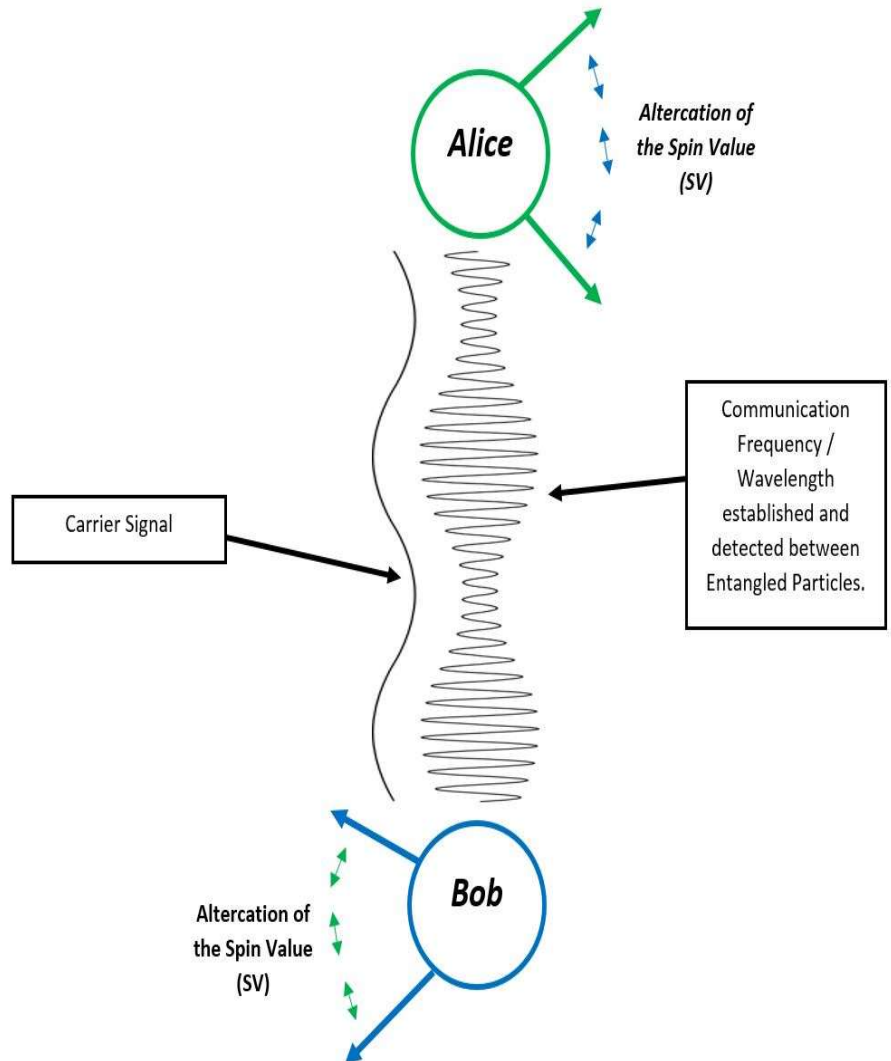 Alice
Altercation of
the Spin Value
(SV)
Communication
Frequency /
Wavelength
established and
detected between
Entangled Particles.
Carrier Signal
Bob
Altercation of
the Spin Value
(SV)